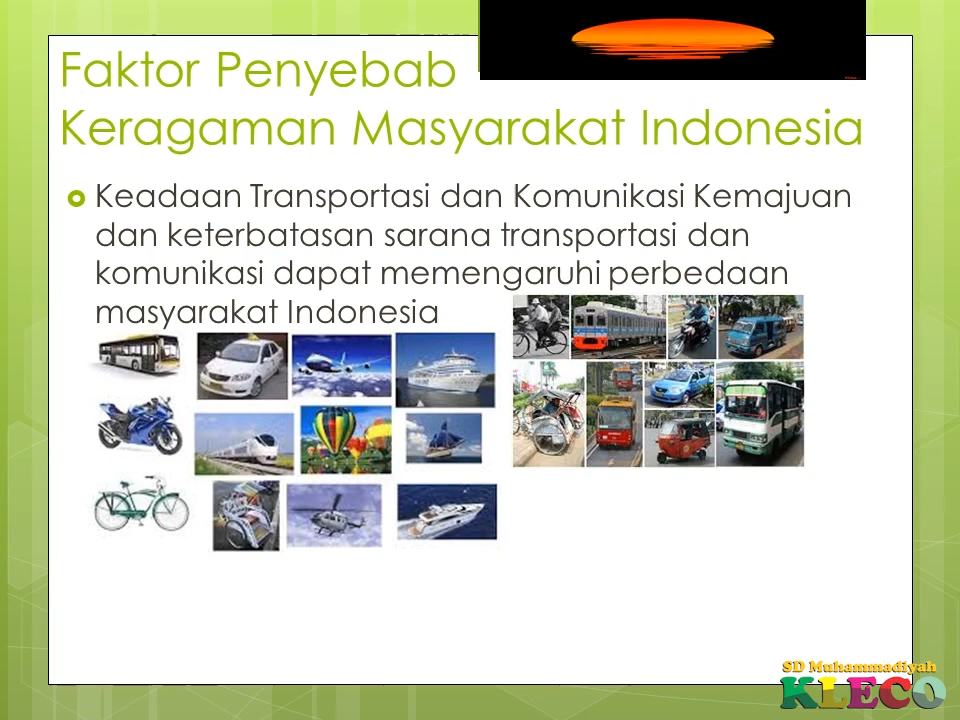 Faktor Penyebab
Keragaman Masyarakat Indonesia
Keadaan Transportasi dan Komunikasi Kemajuan
dan keterbatasan sarana transportasi dan
komunikasi dapat memengaruhi perbedaan
masyarakat Indonesia
SD Muhammadiyah
KLECO